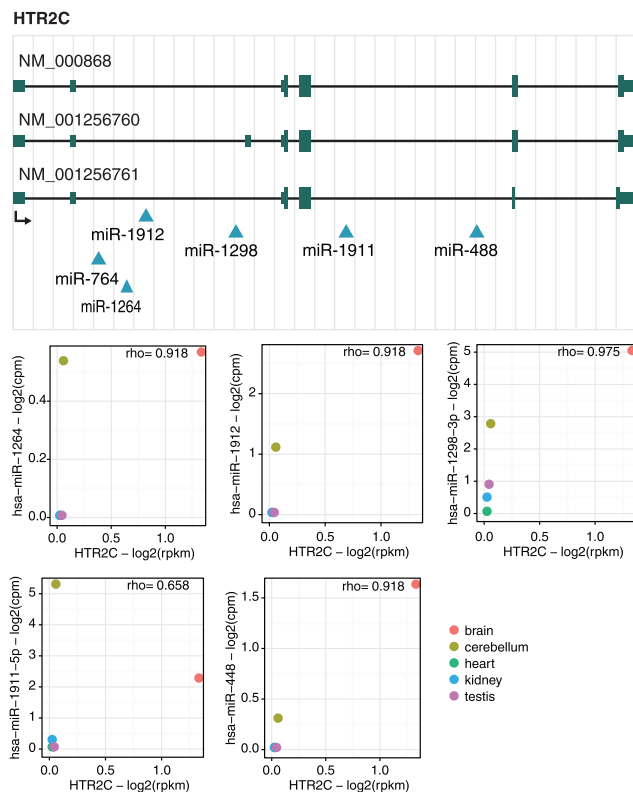 HTR2C
NM_000868
NM_001256760
NM_001256761
miR-1912
miR-1298
miR-1911
miR-488
miR-764
miR-1264
rho= 0.918
hsa−miR−1264 − log2(cpm)
0.4
0.2
0.0
0.0 0.5 1.0
HTR2C − log2(rpkm)
rho= 0.918
hsa−miR−1912 − log2(cpm)
2
1
0
0.0 0.5 1.0
HTR2C − log2(rpkm)
rho= 0.975
hsa−miR−1298−3p − log2(cpm)
5
4
3
2
1
0
0.0 0.5 1.0
HTR2C − log2(rpkm)
rho= 0.658
hsa−miR−1911−5p − log2(cpm)
5
4
3
2
1
0
0.0 0.5 1.0
HTR2C − log2(rpkm)
rho= 0.918
hsa−miR−448 − log2(cpm)
1.5
1.0
0.5
0.0
0.0 0.5 1.0
HTR2C − log2(rpkm)
brain
cerebellum
heart
kidney
testis